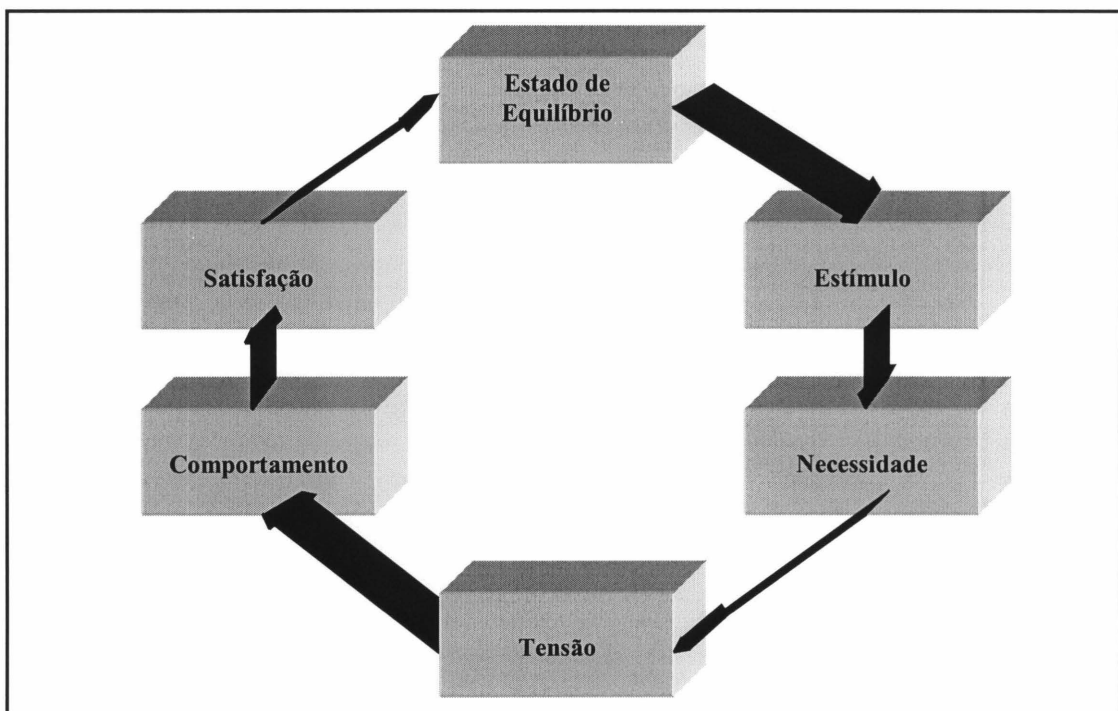 Estado de
Equilíbrio
Estímulo
Necessidade
Tensão
Comportamento
Satisfação